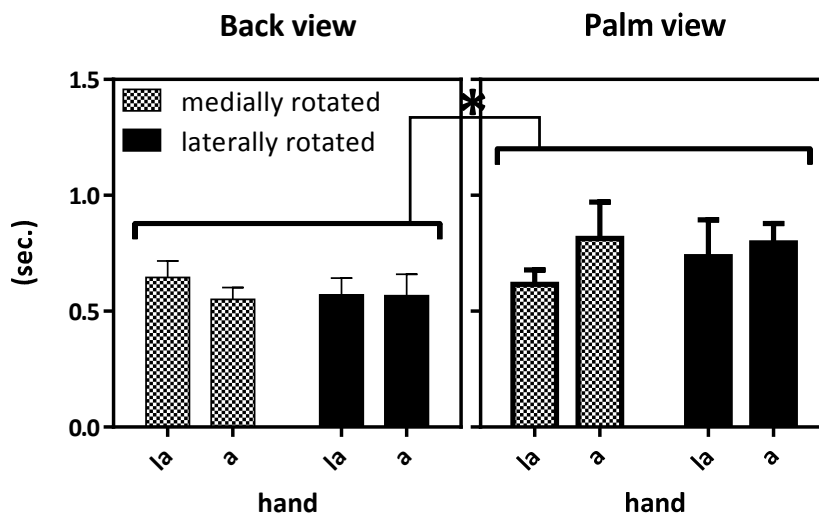 Back view
Palm view
1.5
1.0
0.5
0.0
(sec.)
medially rotated
laterally rotated
*
la
a
la
a
la
a
la
a
hand
hand